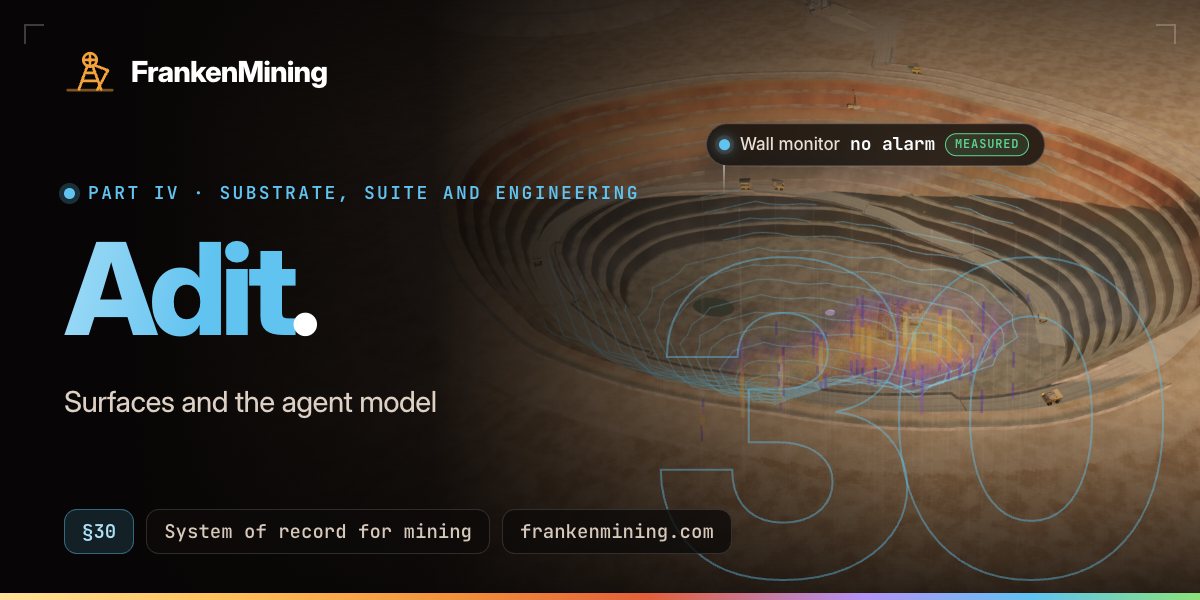 FrankenMining
Wall monitor no alarm MEASURED
PART IV · SUBSTRATE, SUITE AND ENGINEERING
Adit.
Surfaces and the agent model
30
§30
System of record for mining
frankenmining.com